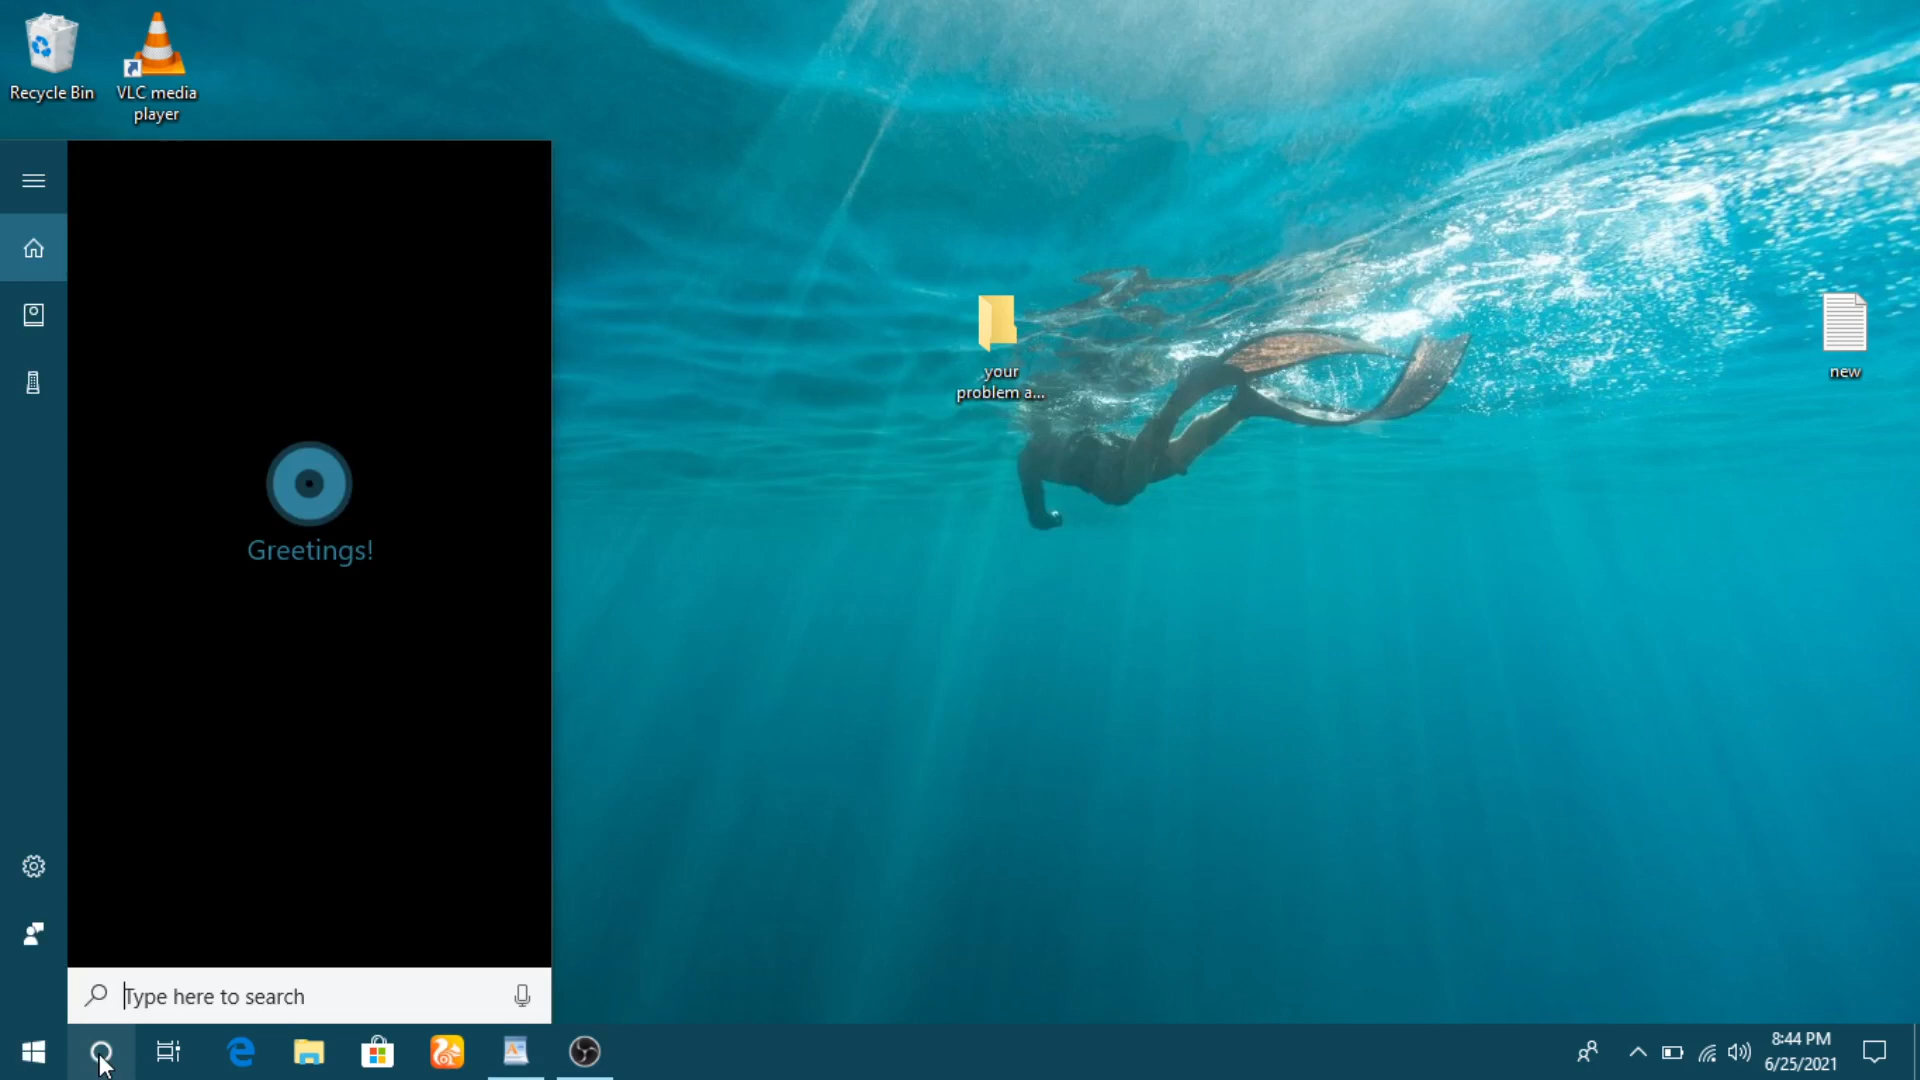 Recycle Bin
VLC media
player
your
problem a...
new
Greetings!
Type here to search
8:44 PM
6/25/2021